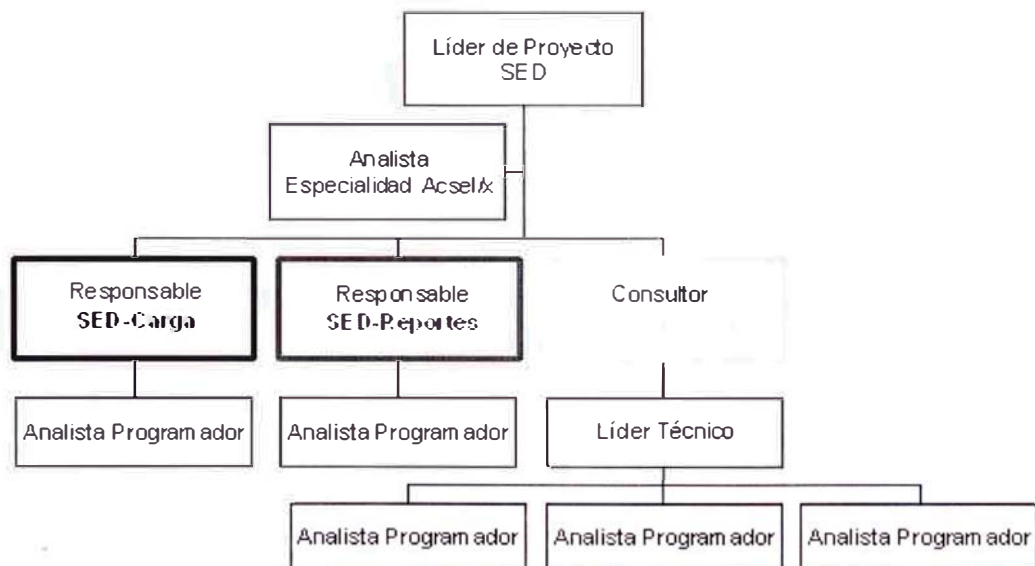 Líder de Proyecto
SED
Analista
Especialidad Acsel/x
Responsable
SED-Carga
Responsable
SED-Reportes
Consultor
Analista Programador
Analista Programador
Líder Técnico
Analista Programador
Analista Programador
Analista Programador